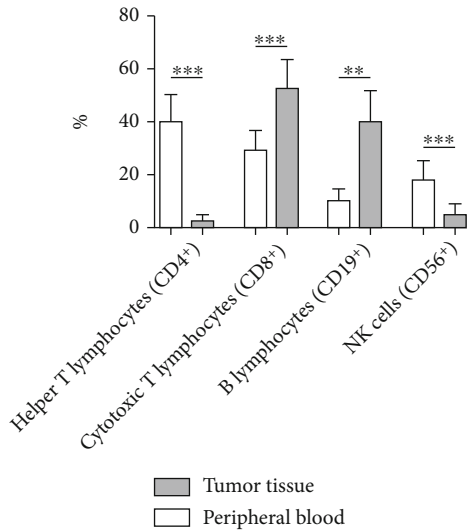 80
60
40
20
0
%
***
***
**
***
Helper T lymphocytes (CD4+)
Cytotoxic T lymphocytes (CD8+)
B lymphocytes (CD19+)
NK cells (CD56+)
Tumor tissue
Peripheral blood